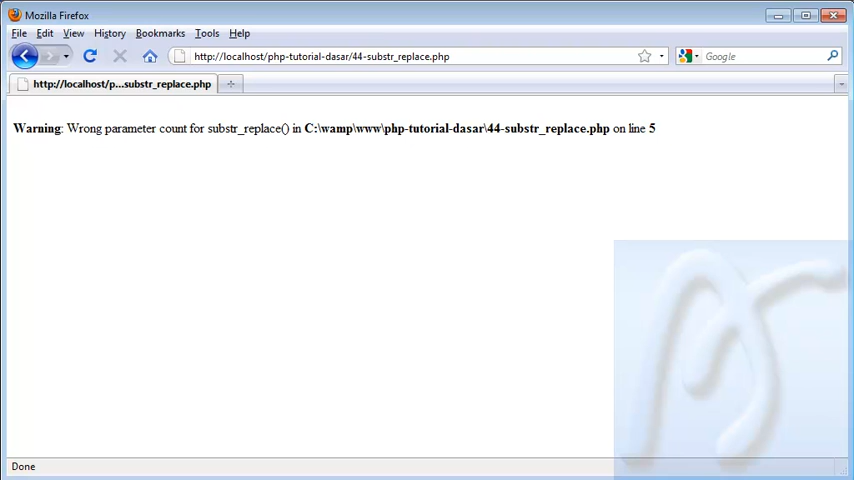 Mozilla Firefox
File Edit View History Bookmarks Tools Help
http://localhost/php-tutorial-dasar/44-substr_replace.php Google
http://localhost/p...substr_replace.php
Warning: Wrong parameter count for substr_replace() in C:\wamp\www\php-tutorial-dasar\44-substr_replace.php on line 5
Done